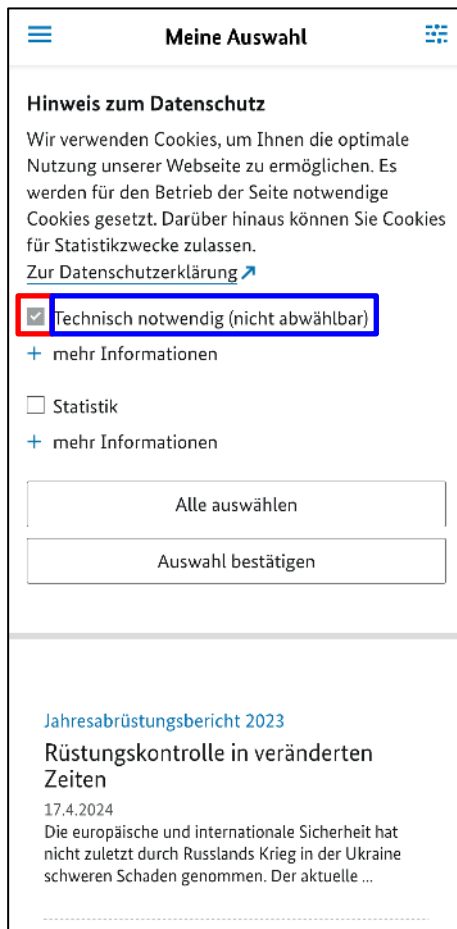 Meine Auswahl
Hinweis zum Datenschutz
Wir verwenden Cookies, um Ihnen die optimale
Nutzung unserer Webseite zu ermöglichen. Es
werden für den Betrieb der Seite notwendige
Cookies gesetzt. Darüber hinaus können Sie Cookies
für Statistikzwecke zulassen.
Zur Datenschutzerklärung
Technisch notwendig (nicht abwählbar)
+ mehr Informationen
Statistik
+ mehr Informationen
Alle auswählen
Auswahl bestätigen
Jahresabrüstungsbericht 2023
Rüstungskontrolle in veränderten
Zeiten
17.4.2024
Die europäische und internationale Sicherheit hat
nicht zuletzt durch Russlands Krieg in der Ukraine
schweren Schaden genommen. Der aktuelle ...